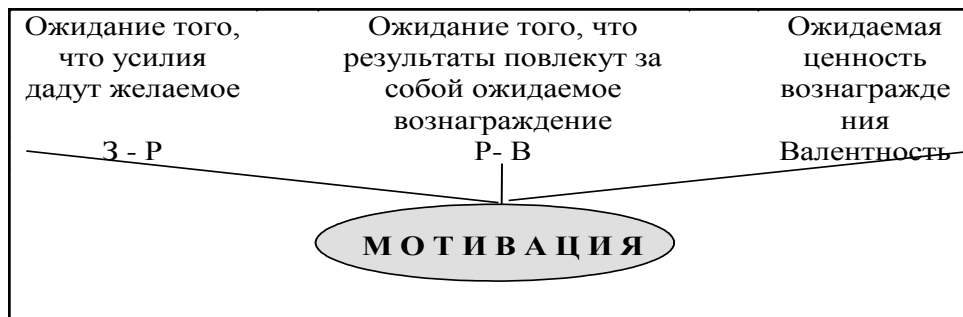 Ожидание того,
что усилия
дадут желаемое
З - Р
Ожидание того, что
результаты повлекут за
собой ожидаемое
вознаграждение
Р- В
Ожидаемая
ценность
вознагражде
ния
Валентность
М О Т И В А Ц И Я